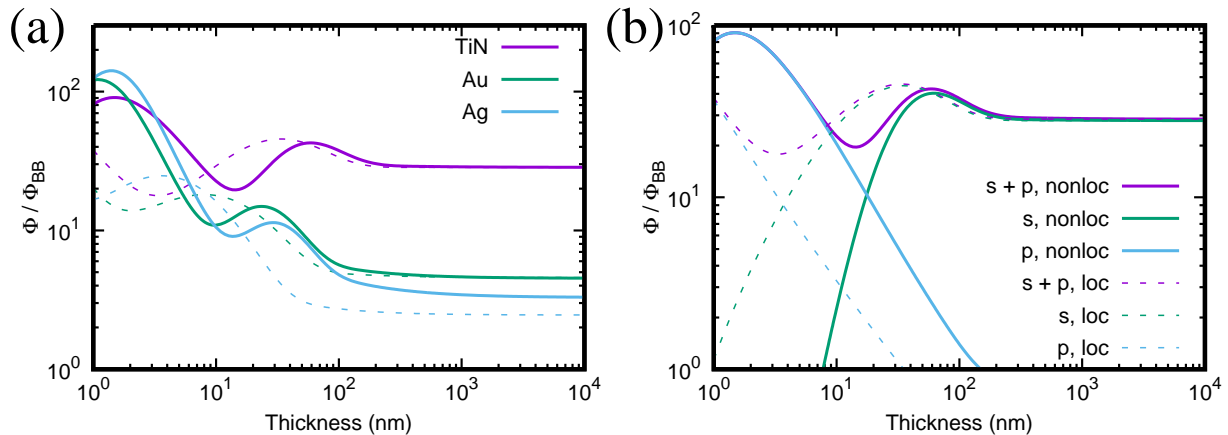 (a)
Φ / Φ_BB
10^2
10^1
10^0
10^0 10^1 10^2 10^3 10^4
Thickness (nm)
TiN
Au
Ag
(b)
Φ / Φ_BB
10^2
10^1
10^0
10^0 10^1 10^2 10^3 10^4
Thickness (nm)
s + p, nonloc
s, nonloc
p, nonloc
s + p, loc
s, loc
p, loc